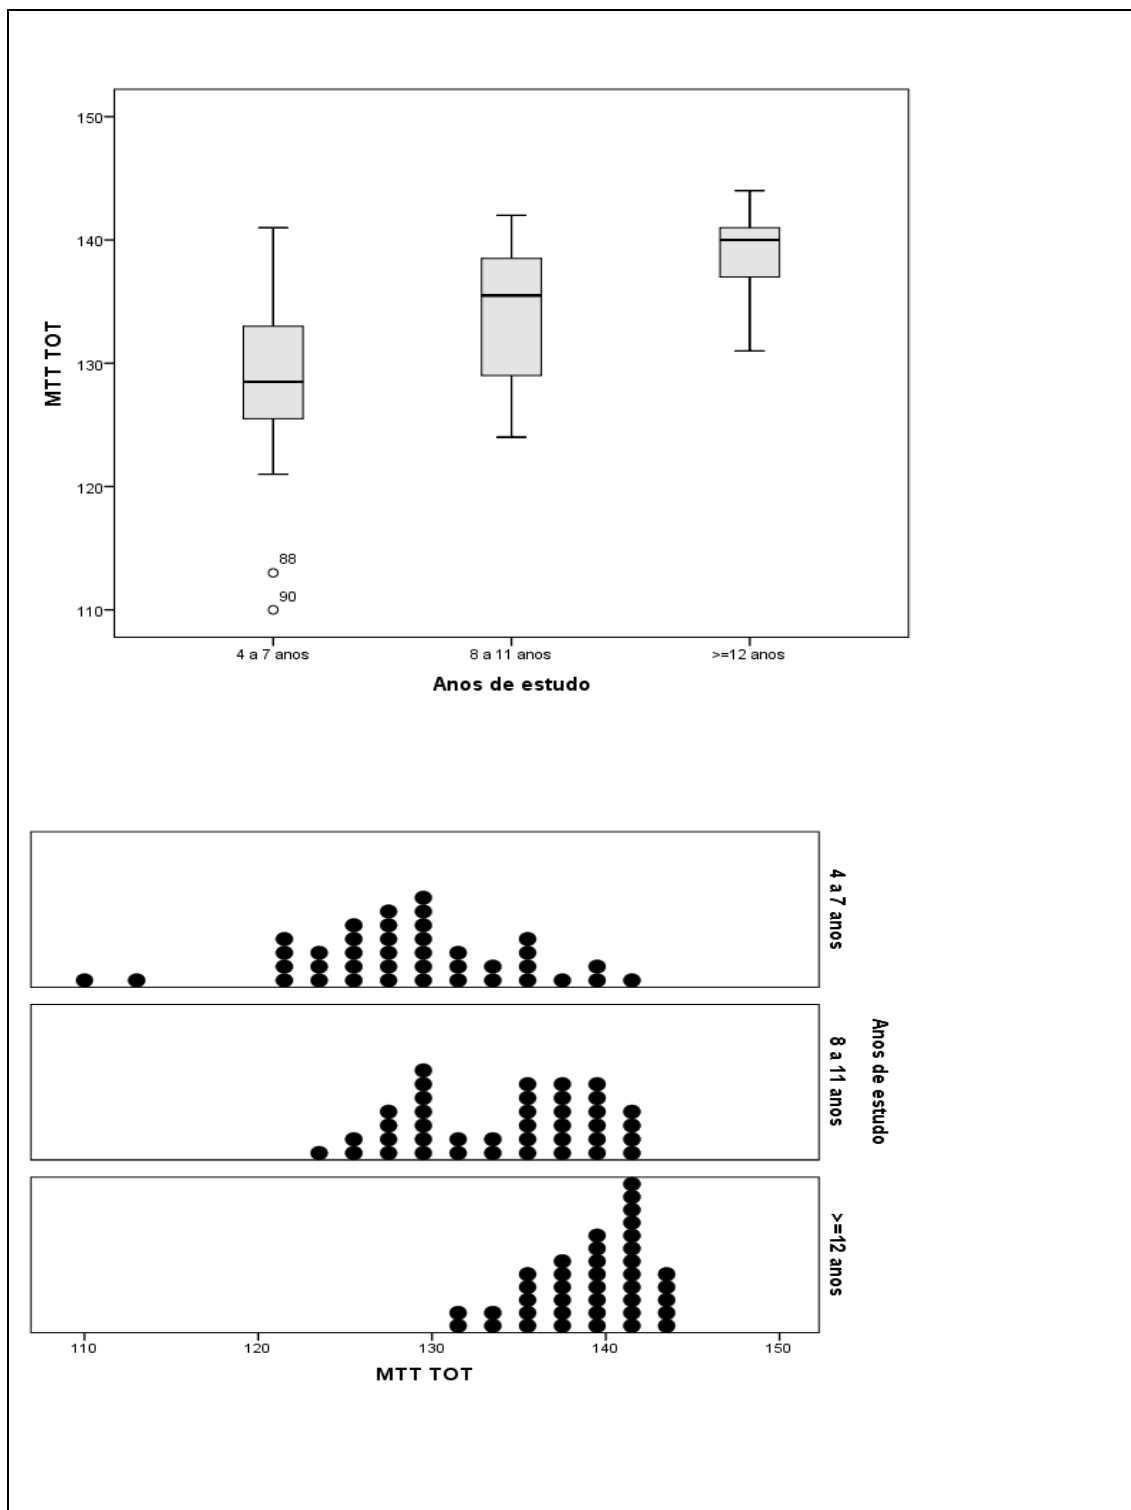 150
140
130
120
110
MTT TOT
88
90
4 a 7 anos
8 a 11 anos
>=12 anos
Anos de estudo
4 a 7 anos
8 a 11 anos
>=12 anos
Anos de estudo
110
120
130
140
150
MTT TOT